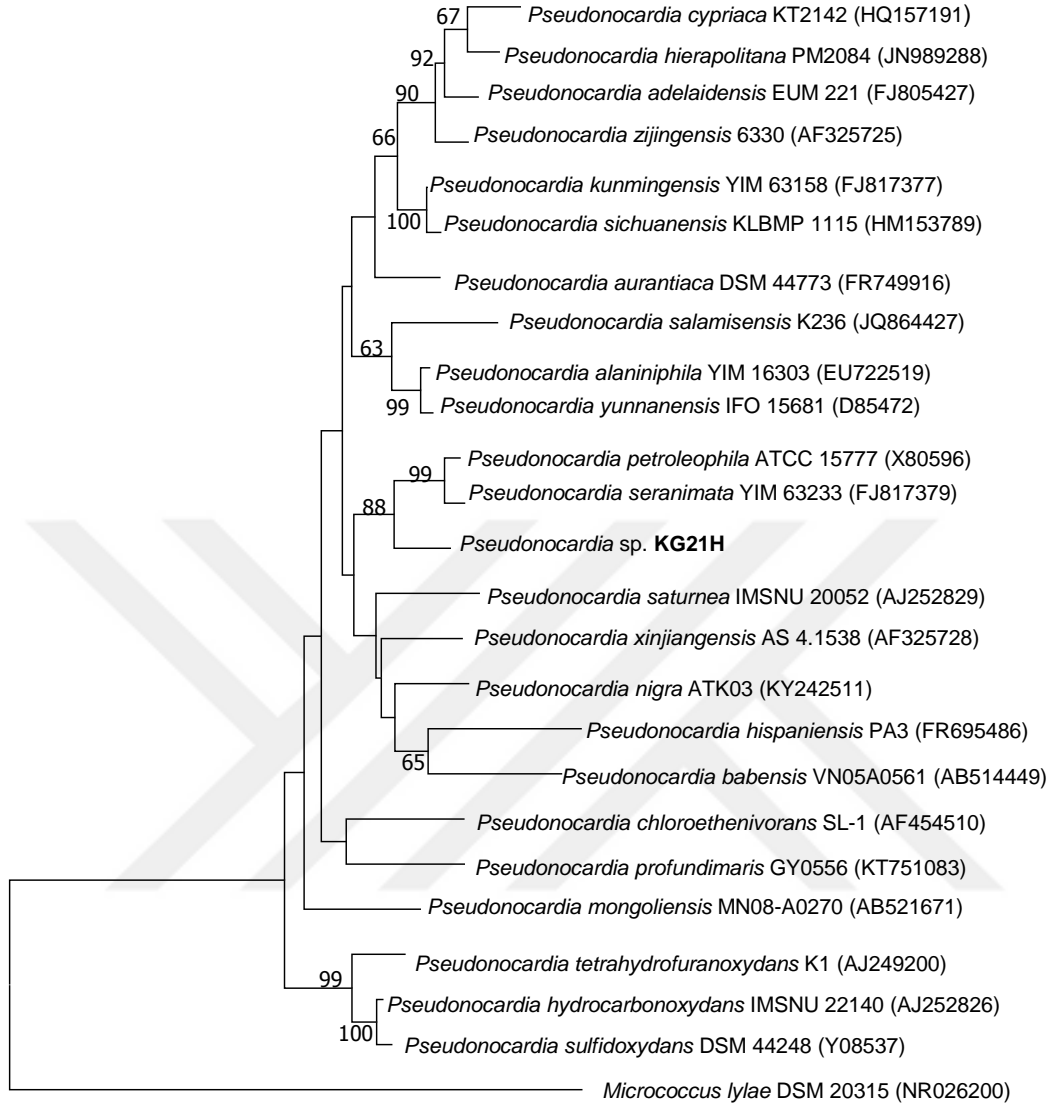 67
Pseudonocardia cypriaca KT2142 (HQ157191)
Pseudonocardia hierapolitana PM2084 (JN989288)
92
Pseudonocardia adelaidensis EUM 221 (FJ805427)
90
Pseudonocardia zijingensis 6330 (AF325725)
66
Pseudonocardia kunmingensis YIM 63158 (FJ817377)
100
Pseudonocardia sichuanensis KLBMP 1115 (HM153789)
Pseudonocardia aurantiaca DSM 44773 (FR749916)
Pseudonocardia salamisensis K236 (JQ864427)
63
Pseudonocardia alaniniphila YIM 16303 (EU722519)
99
Pseudonocardia yunnanensis IFO 15681 (D85472)
Pseudonocardia petroleophila ATCC 15777 (X80596)
99
Pseudonocardia seranimata YIM 63233 (FJ817379)
88
Pseudonocardia sp. KG21H
Pseudonocardia saturnea IMSNU 20052 (AJ252829)
Pseudonocardia xinjiangensis AS 4.1538 (AF325728)
Pseudonocardia nigra ATK03 (KY242511)
Pseudonocardia hispaniensis PA3 (FR695486)
65
Pseudonocardia babensis VN05A0561 (AB514449)
Pseudonocardia chloroethenivorans SL-1 (AF454510)
Pseudonocardia profundimaris GY0556 (KT751083)
Pseudonocardia mongoliensis MN08-A0270 (AB521671)
Pseudonocardia tetrahydrofuranoxydans K1 (AJ249200)
99
Pseudonocardia hydrocarbonoxydans IMSNU 22140 (AJ252826)
100
Pseudonocardia sulfidoxydans DSM 44248 (Y08537)
Micrococcus lylae DSM 20315 (NR026200)